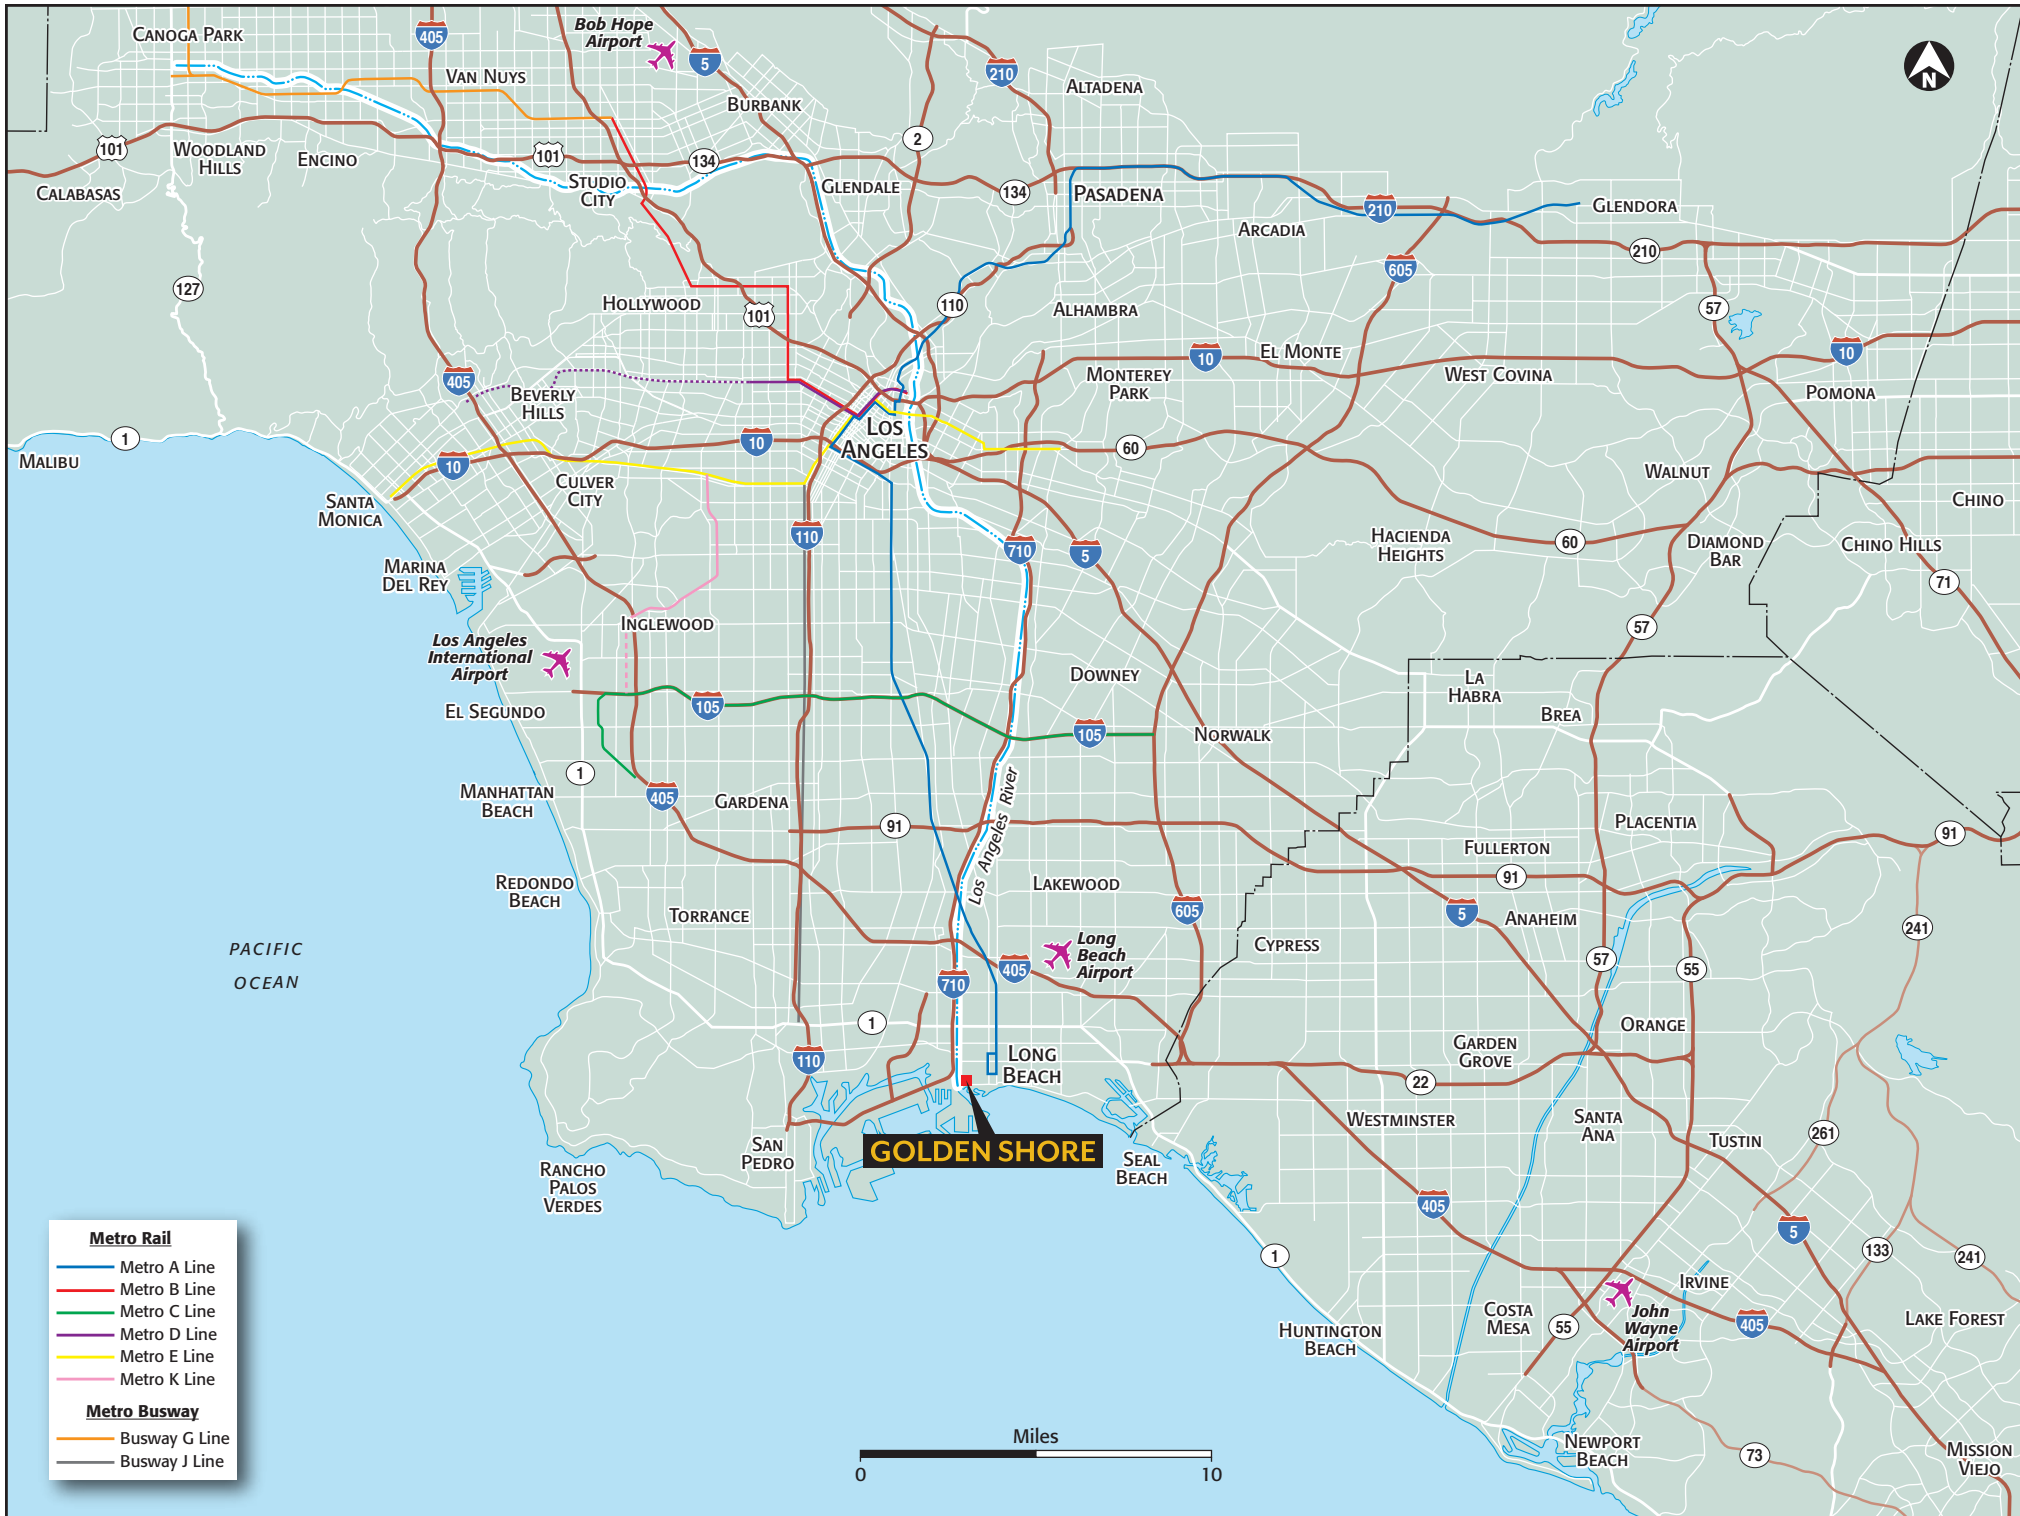 CANOGA PARK
405
Bob Hope
Airport
5
VAN NUYS
BURBANK
210
ALTADENA
N
101
WOODLAND
HILLS
ENCINO
101
134
2
CALABASAS
STUDIO
CITY
GLENDALE
134
PASADENA
210
GLENDORA
ARCADIA
210
605
127
HOLLYWOOD
101
110
ALHAMBRA
57
10
EL MONTE
10
405
BEVERLY
HILLS
MONTEREY
PARK
WEST COVINA
POMONA
1
MALIBU
10
10
LOS
ANGELES
60
WALNUT
CULVER
CITY
SANTA
MONICA
CHINO
110
710
5
HACIENDA
HEIGHTS
60
DIAMOND
BAR
CHINO HILLS
MARINA
DEL REY
71
INGLEWOOD
57
Los Angeles
International
Airport
DOWNEY
LA
HABRA
EL SEGUNDO
105
105
NORWALK
BREA
1
405
MANHATTAN
BEACH
GARDENA
91
Los Angeles River
PLACENTIA
91
FULLERTON
91
REDONDO
BEACH
TORRANCE
LAKEWOOD
605
5
ANAHEIM
241
PACIFIC
OCEAN
Long
Beach
Airport
CYPRESS
405
710
57
55
1
ORANGE
110
LONG
BEACH
GARDEN
GROVE
22
WESTMINSTER
SANTA
ANA
261
TUSTIN
SAN
PEDRO
GOLDEN SHORE
SEAL
BEACH
RANCHO
PALOS
VERDES
405
5
133
241
1
IRVINE
COSTA
MESA
55
John
Wayne
Airport
405
LAKE FOREST
HUNTINGTON
BEACH
NEWPORT
BEACH
73
MISSION
VIEJO
Metro Rail
Metro A Line
Metro B Line
Metro C Line
Metro D Line
Metro E Line
Metro K Line
Metro Busway
Busway G Line
Busway J Line
Miles
0
10